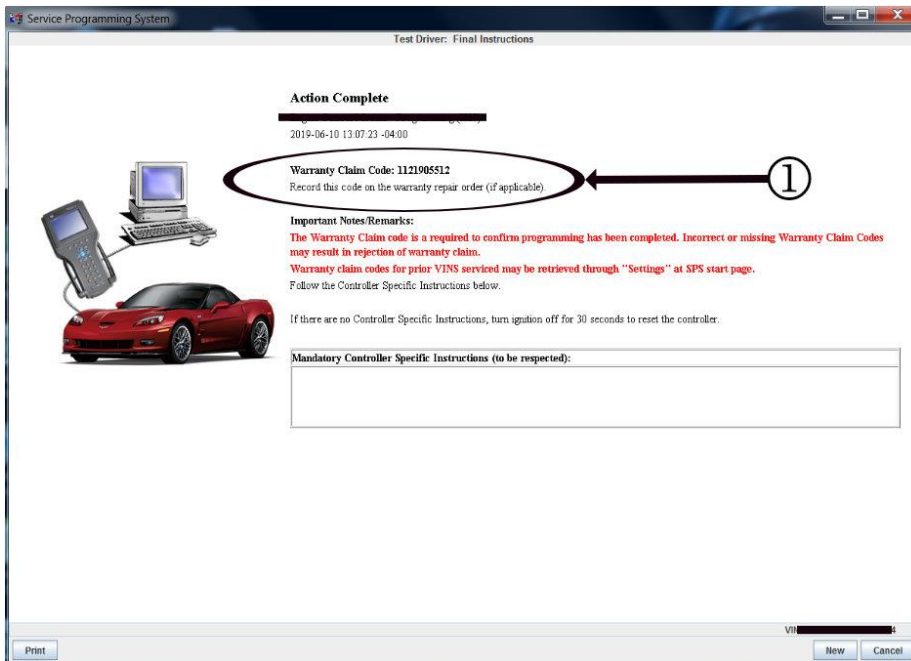 Service Programming System
Test Driver: Final Instructions
Action Complete
2019-06-10 13:07:23 -04:00
Warranty Claim Code: 1121905512
Record this code on the warranty repair order (if applicable).
①
Important Notes/Remarks:
The Warranty Claim code is a required to confirm programming has been completed. Incorrect or missing Warranty Claim Codes
may result in rejection of warranty claim.
Warranty claim codes for prior VINS serviced may be retrieved through "Settings" at SPS start page.
Follow the Controller Specific Instructions below.
If there are no Controller Specific Instructions, turn ignition off for 30 seconds to reset the controller.
Mandatory Controller Specific Instructions (to be respected):
4
Print
New
Cancel